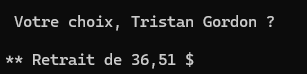 Votre choix, Tristan Gordon ?
** Retrait de 36,51 $